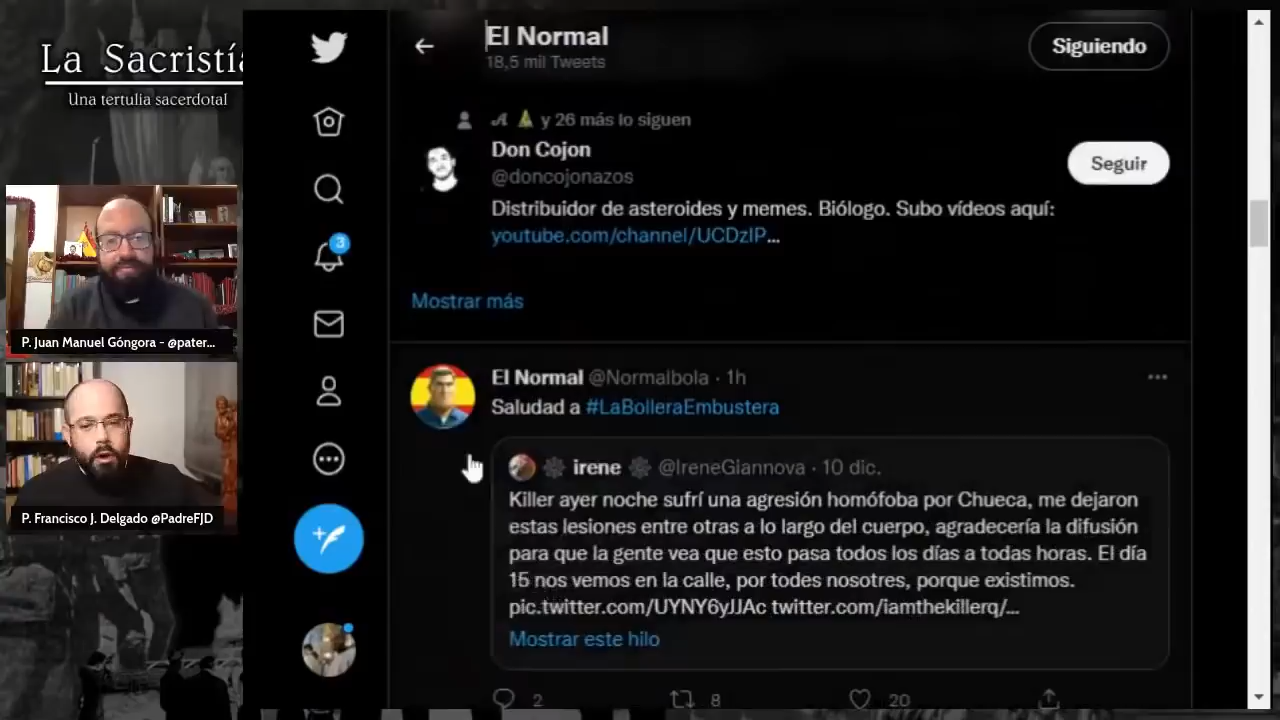 La Sacristía
Una tertulia sacerdotal
P. Juan Manuel Góngora - @pater...
P. Francisco J. Delgado @PadreFJD
3
El Normal
18,5 mil Tweets
Siguiendo
y 26 más lo siguen
Don Cojon
@doncojonazos
Seguir
Distribuidor de asteroides y memes. Biólogo. Subo vídeos aquí:
youtube.com/channel/UCDzIP...
Mostrar más
El Normal @Normalbola · 1h
Saludad a #LaBolleraEmbustera
irene @IreneGiannova · 10 dic.
Killer ayer noche sufrí una agresión homófoba por Chueca, me dejaron
estas lesiones entre otras a lo largo del cuerpo, agradecería la difusión
para que la gente vea que esto pasa todos los días a todas horas. El día
15 nos vemos en la calle, por todes nosotres, porque existimos.
pic.twitter.com/UYNY6yJJAc twitter.com/iamthekillerq/...
Mostrar este hilo
2 8 20